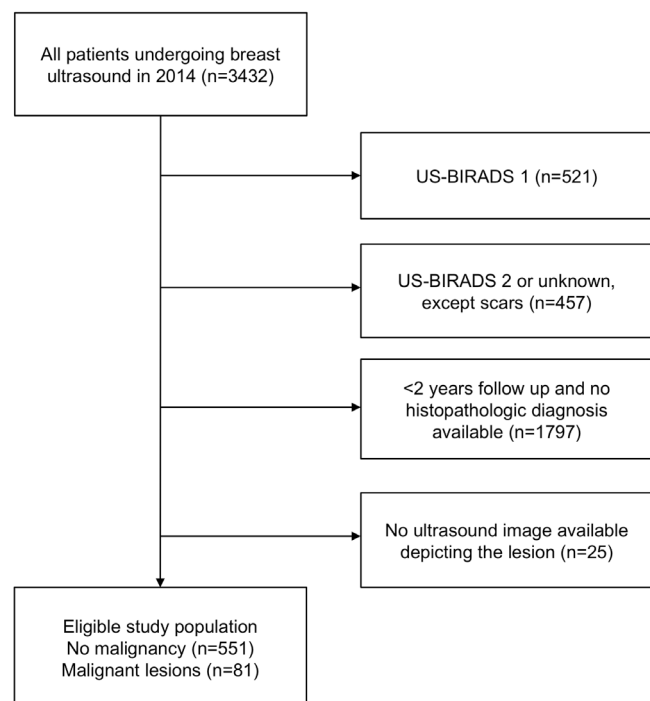 All patients undergoing breast
ultrasound in 2014 (n=3432)
US-BIRADS 1 (n=521)
US-BIRADS 2 or unknown,
except scars (n=457)
<2 years follow up and no
histopathologic diagnosis
available (n=1797)
No ultrasound image available
depicting the lesion (n=25)
Eligible study population
No malignancy (n=551)
Malignant lesions (n=81)